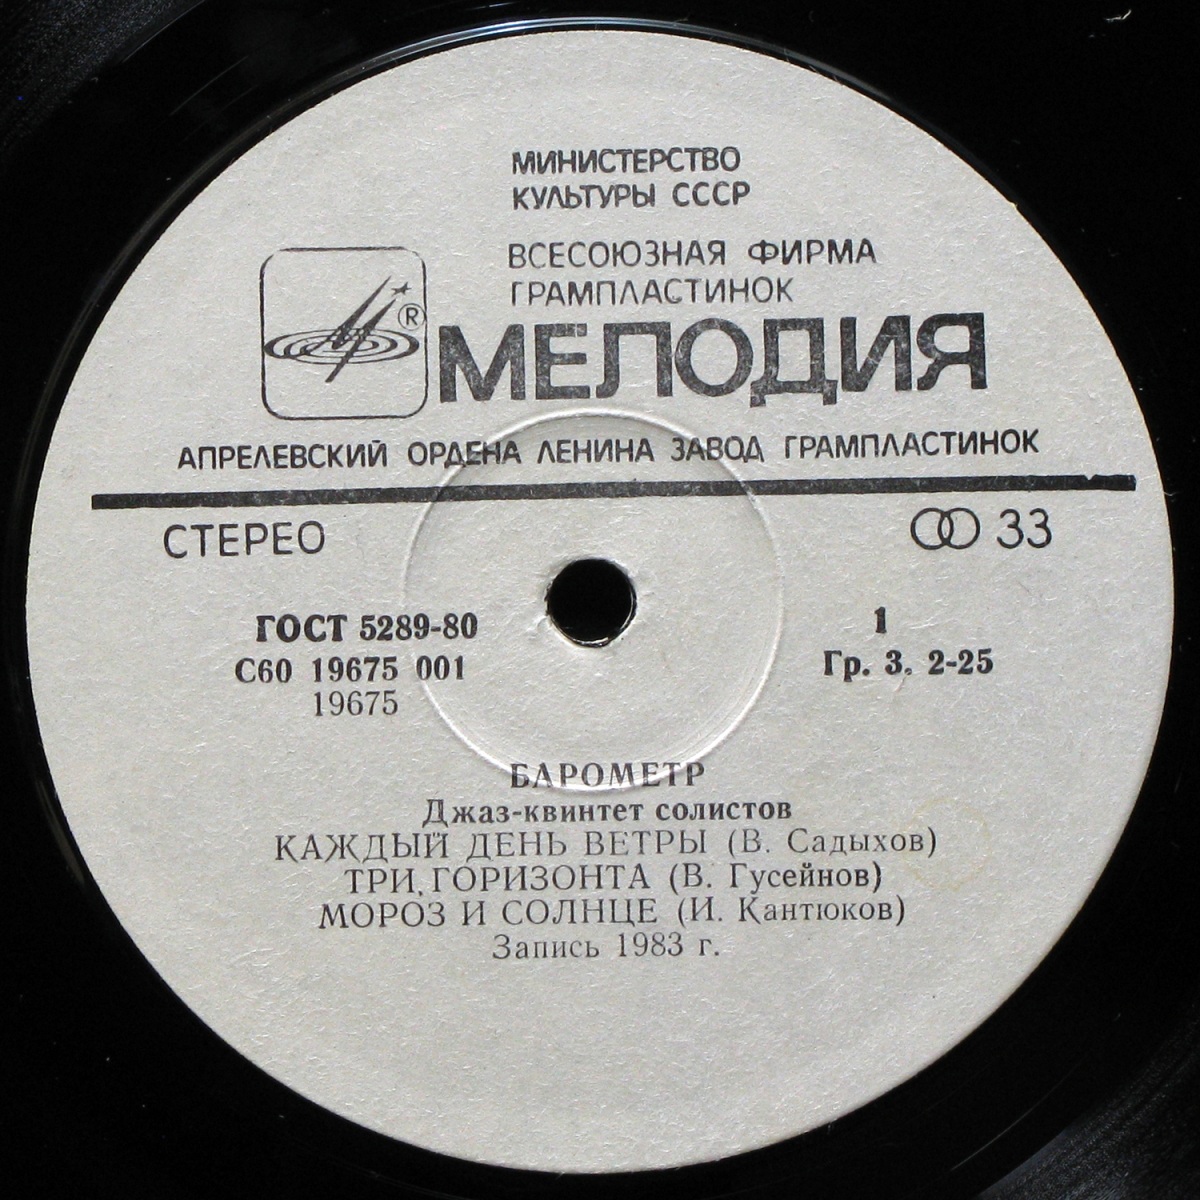 МИНИСТЕРСТВО
КУЛЬТУРЫ СССР
ВСЕСОЮЗНАЯ ФИРМА
ГРАМПЛАСТИНОК
® МЕЛОДИЯ
АПРЕЛЕВСКИЙ ОРДЕНА ЛЕНИНА ЗАВОД ГРАМПЛАСТИНОК
СТЕРЕО 33
ГОСТ 5289-80 1
С60 19675 001 Гр. 3. 2-25
19675
БАРОМЕТР
Джаз-квинтет солистов
КАЖДЫЙ ДЕНЬ ВЕТРЫ (В. Садыхов)
ТРИ ГОРИЗОНТА (В. Гусейнов)
МОРОЗ И СОЛНЦЕ (И. Кантюков)
Запись 1983 г.